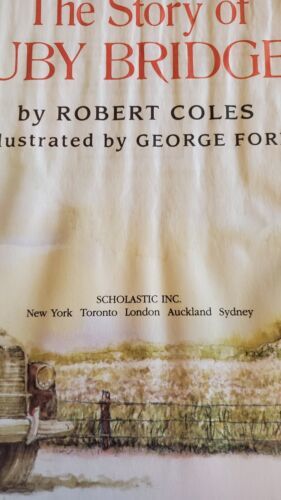 The Story of
UBY BRIDGE
by ROBERT COLES
lustrated by GEORGE FOR
SCHOLASTIC INC.
New York Toronto London Auckland Sydney